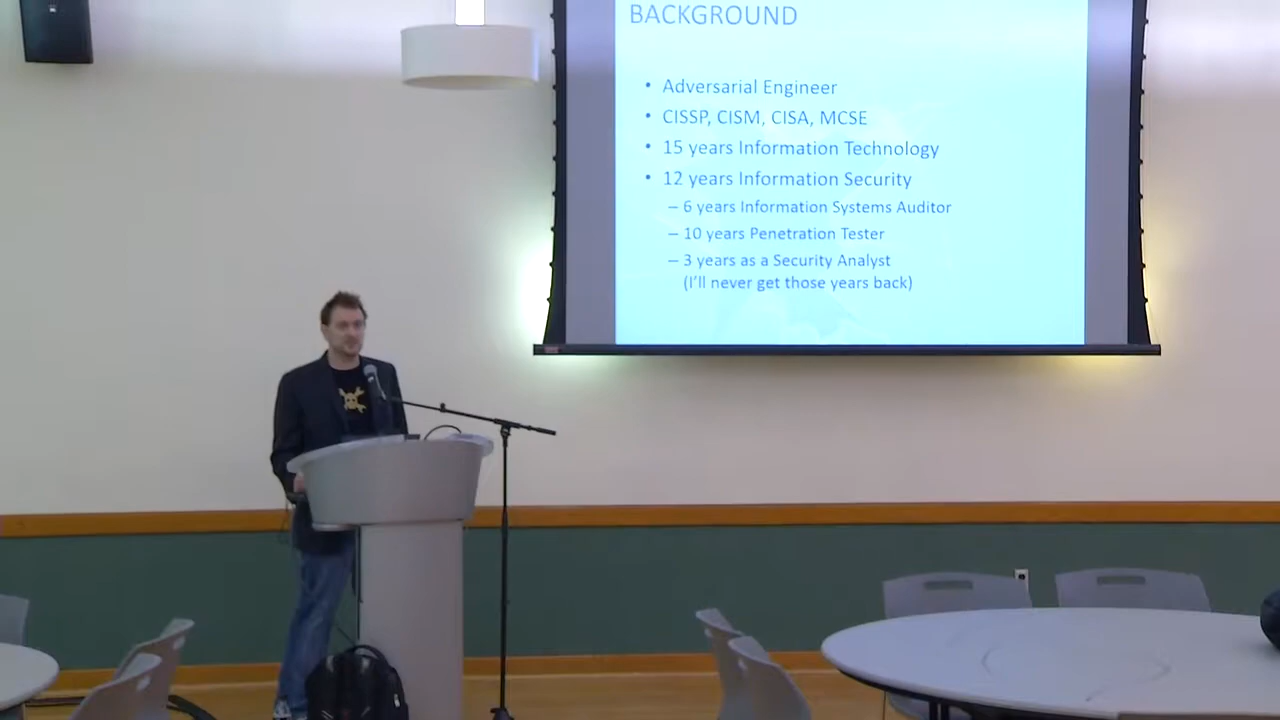 BACKGROUND
• Adversarial Engineer
• CISSP, CISM, CISA, MCSE
• 15 years Information Technology
• 12 years Information Security
– 6 years Information Systems Auditor
– 10 years Penetration Tester
– 3 years as a Security Analyst
(I'll never get those years back)